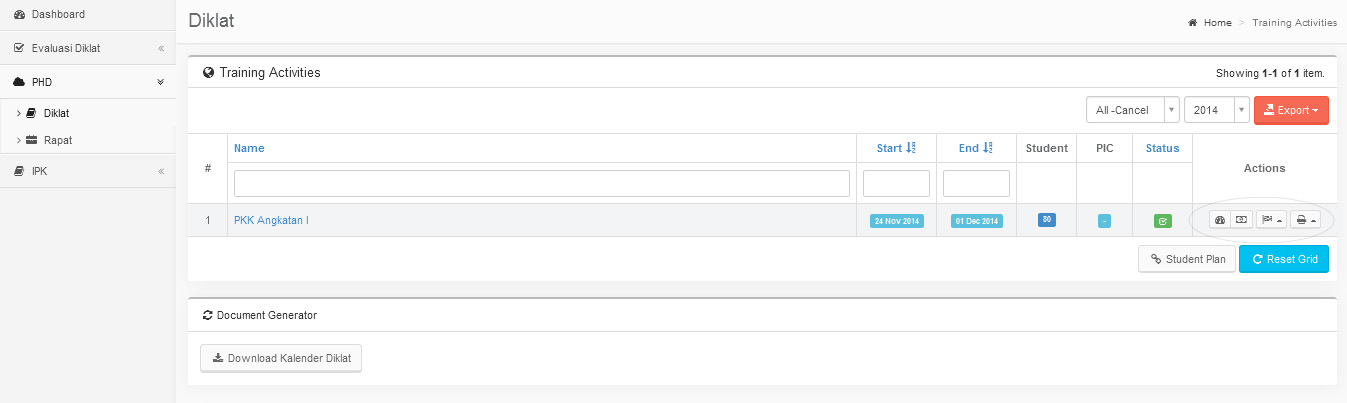 Dashboard
Evaluasi Diklat
PHD
Diklat
Rapat
IPK
Diklat
Home > Training Activities
Training Activities
Showing 1-1 of 1 item.
All -Cancel 2014 Export
# Name Start End Student PIC Status Actions
1 PKK Angkatan I 24 Nov 2014 01 Dec 2014 30 -
Student Plan Reset Grid
Document Generator
Download Kalender Diklat